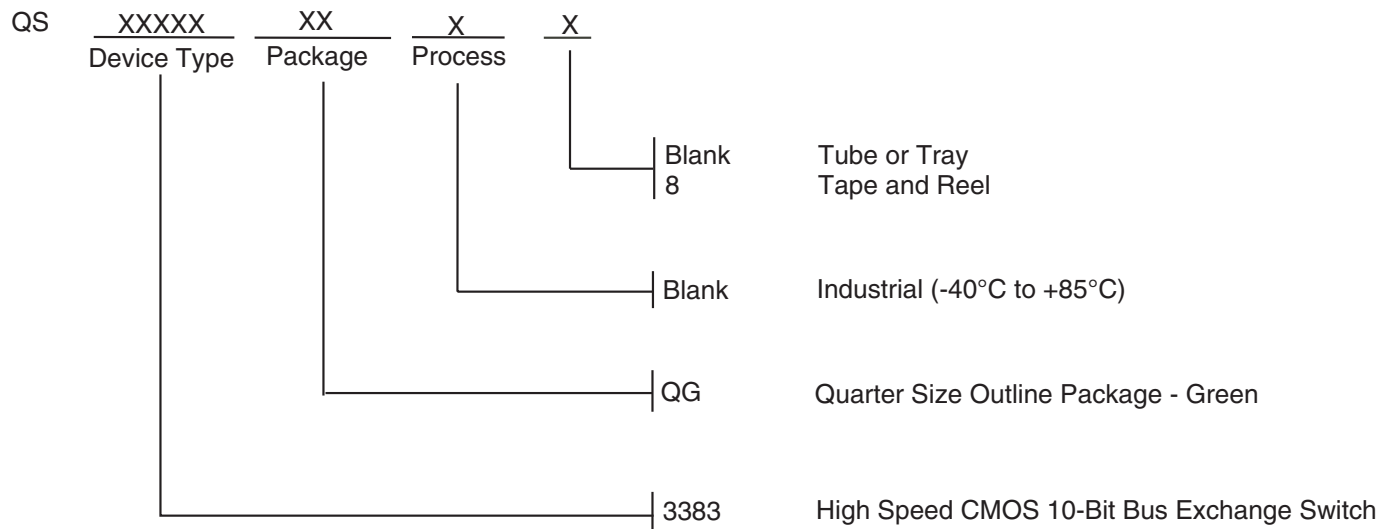 QS XXXXX XX X X
Device Type Package Process
Blank Tube or Tray
8 Tape and Reel
Blank Industrial (-40°C to +85°C)
QG Quarter Size Outline Package - Green
3383 High Speed CMOS 10-Bit Bus Exchange Switch